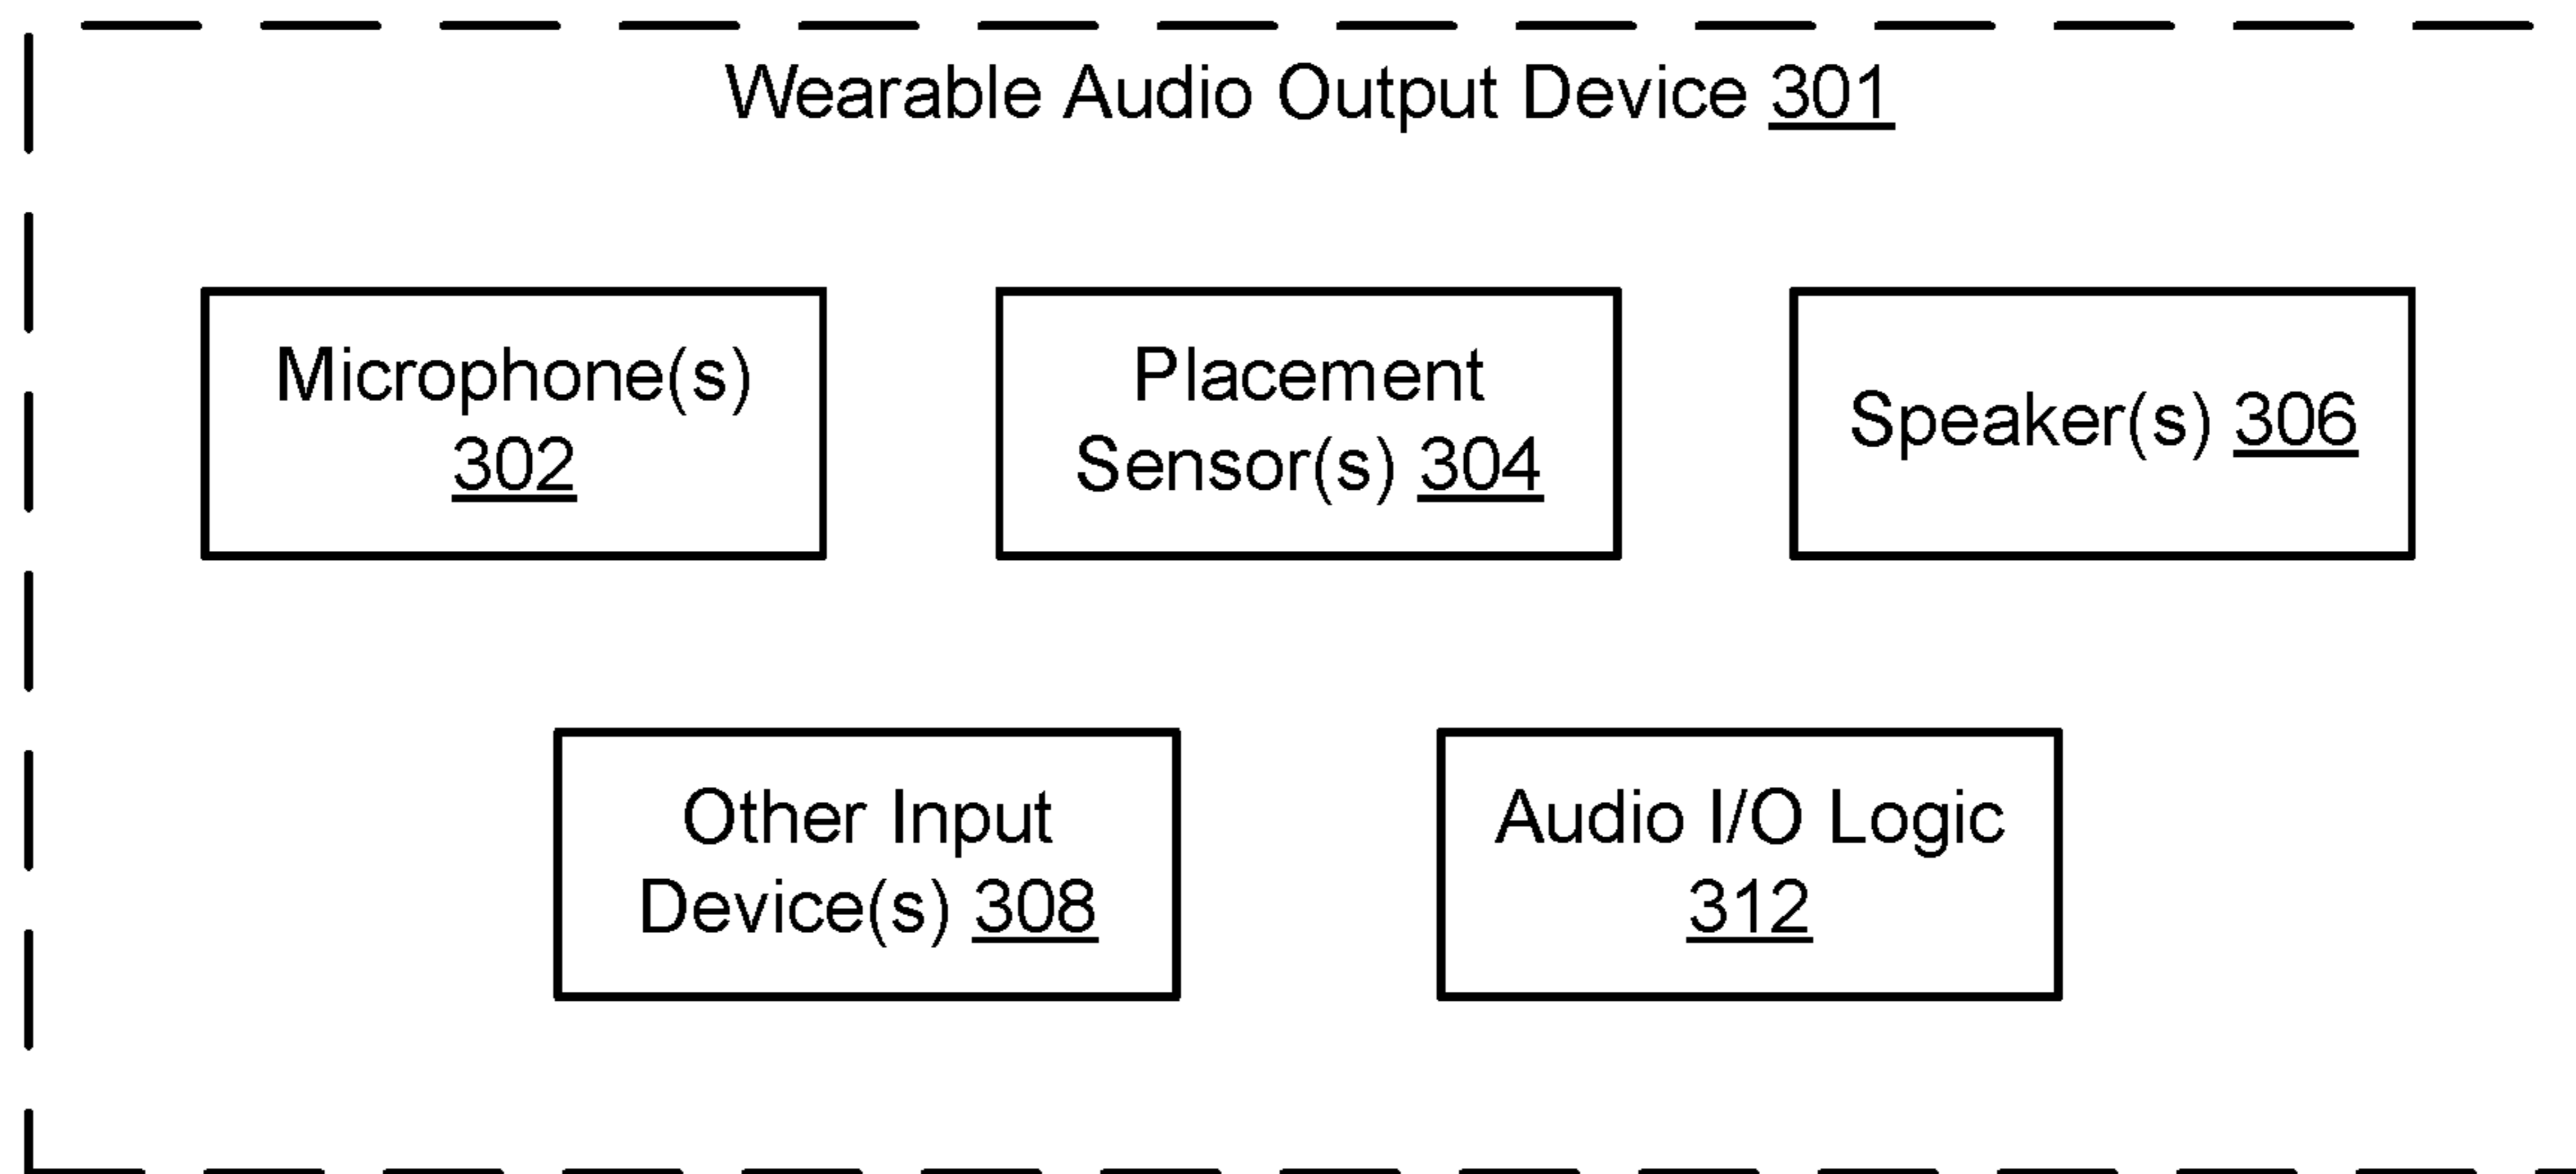 Wearable Audio Output Device 301
Microphone(s)
302
Placement
Sensor(s) 304
Speaker(s) 306
Other Input
Device(s) 308
Audio I/O Logic
312